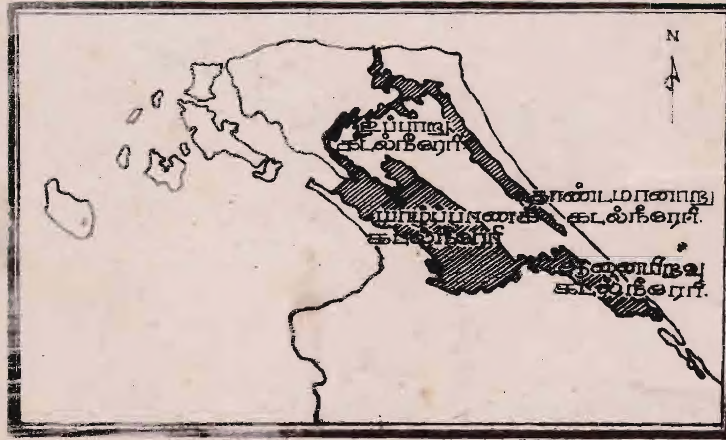 N
உப்பாறு
கடல்நீரேரி
தொண்டமானாறு
கடல்நீரேரி.
யாழ்ப்பாணக்
கடல்நீரேரி
ஆனையிறவு
கடல்நீரேரி.